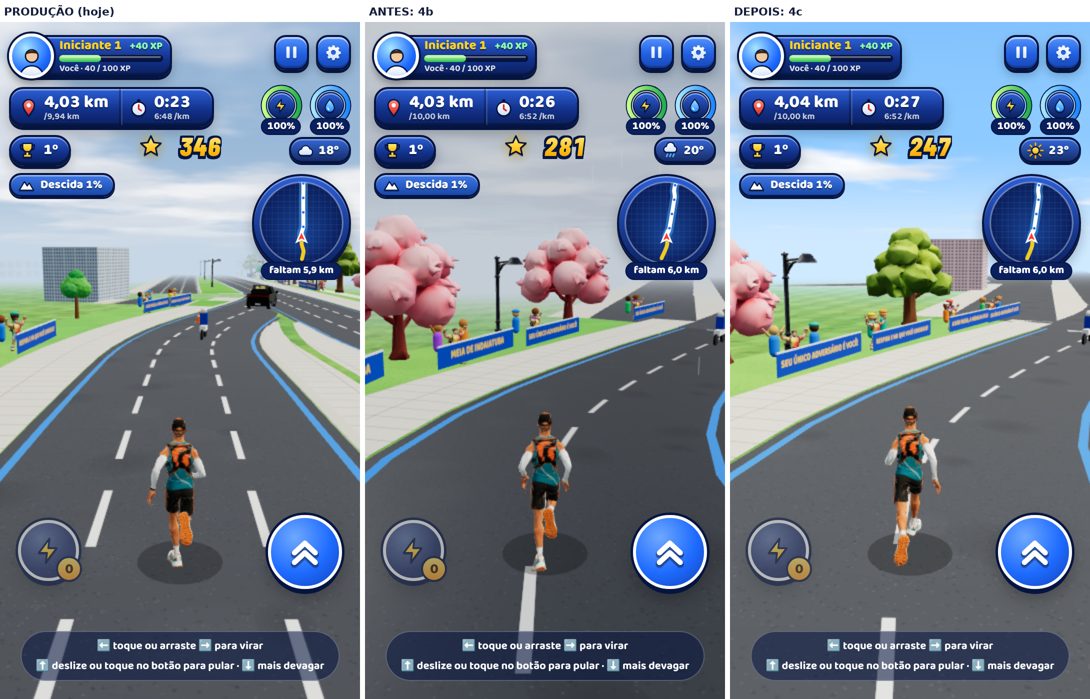 PRODUÇÃO (hoje)
Iniciante 1 +40 XP
Você · 40 / 100 XP
4,03 km
/9,94 km
0:23
6:48 /km
100%
100%
1°
346
18°
Descida 1%
faltam 5,9 km
0
⬅ toque ou arraste ➡ para virar
⬆ deslize ou toque no botão para pular · ⬇ mais devagar
ANTES: 4b
Iniciante 1 +40 XP
Você · 40 / 100 XP
4,03 km
/10,00 km
0:26
6:52 /km
100%
100%
1°
281
20°
Descida 1%
faltam 6,0 km
MEIA DE INDAIATUBA
SEU ÚNICO ADVERSÁRIO É VOCÊ
0
⬅ toque ou arraste ➡ para virar
⬆ deslize ou toque no botão para pular · ⬇ mais devagar
DEPOIS: 4c
Iniciante 1 +40 XP
Você · 40 / 100 XP
4,04 km
/10,00 km
0:27
6:52 /km
100%
100%
1°
247
23°
Descida 1%
faltam 6,0 km
SEU ÚNICO ADVERSÁRIO É VOCÊ
0
⬅ toque ou arraste ➡ para virar
⬆ deslize ou toque no botão para pular · ⬇ mais devagar